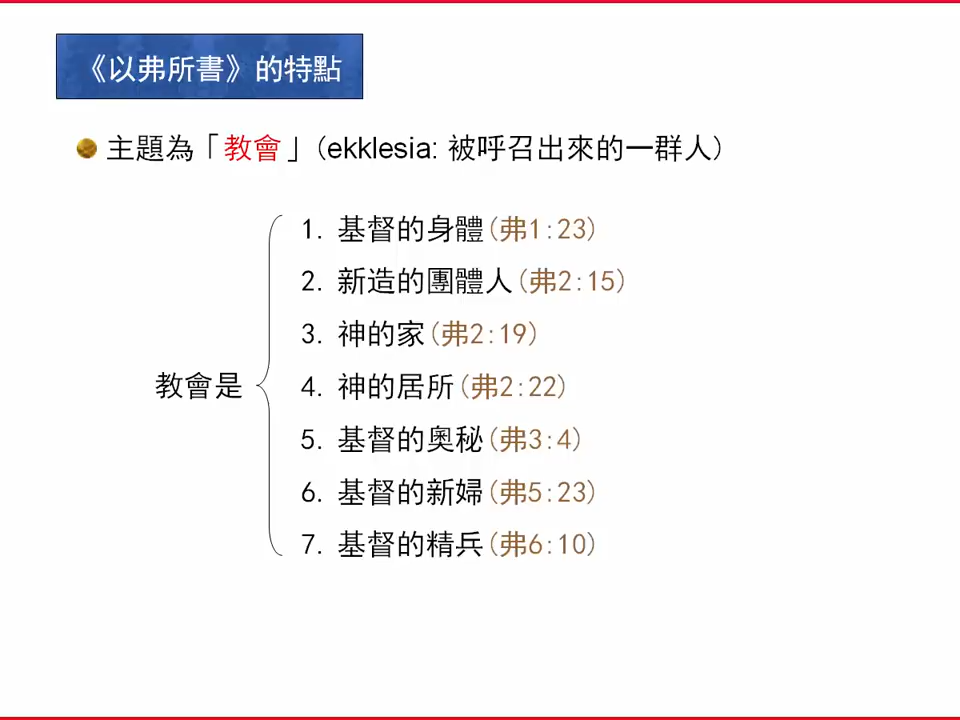 《以弗所書》的特點
主題為「教會」(ekklesia: 被呼召出來的一群人)
1. 基督的身體(弗1:23)
2. 新造的團體人(弗2:15)
3. 神的家(弗2:19)
教會是
4. 神的居所(弗2:22)
5. 基督的奧秘(弗3:4)
6. 基督的新婦(弗5:23)
7. 基督的精兵(弗6:10)